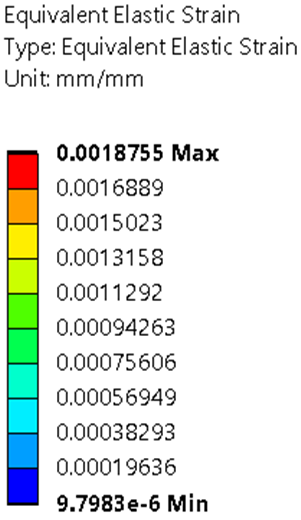 Equivalent Elastic Strain
Type: Equivalent Elastic Strain
Unit: mm/mm
0.0018755 Max
0.0016889
0.0015023
0.0013158
0.0011292
0.00094263
0.00075606
0.00056949
0.00038293
0.00019636
9.7983e-6 Min